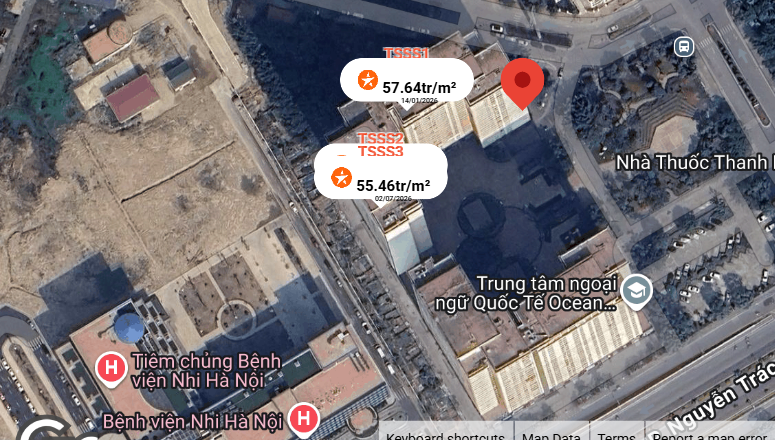 TSSS1
57.64tr/m²
14/01/2026
TSSS2
TSSS3
55.46tr/m²
02/07/2026
Nhà Thuốc Thanh
Trung tâm ngoại
ngữ Quốc Tế Ocean...
Tiêm chủng Bệnh
viện Nhi Hà Nội
Bệnh viện Nhi Hà Nội
Nguyễn Trác
Keyboard shortcuts
Map Data
Terms
Report a map error